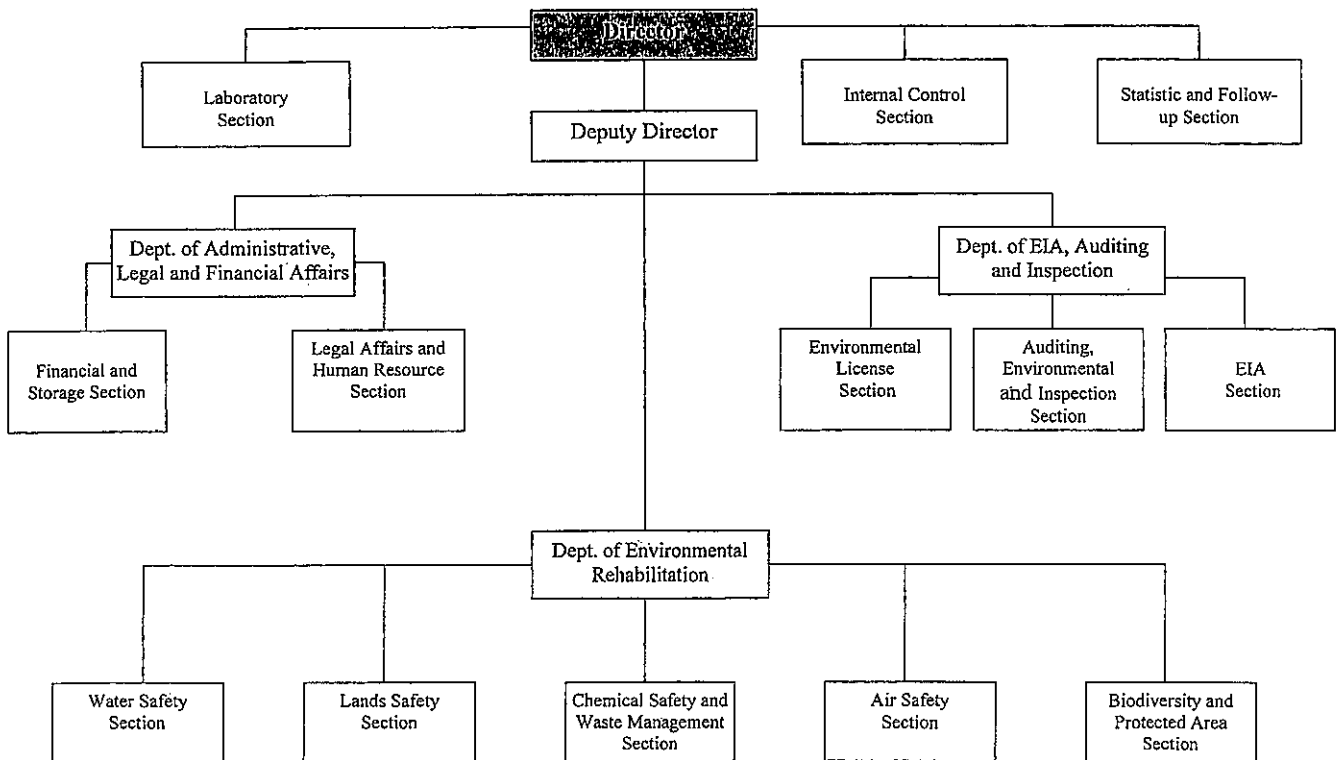 Director
Laboratory
Section
Internal Control
Section
Statistic and Follow-
up Section
Deputy Director
Dept. of Administrative,
Legal and Financial Affairs
Dept. of EIA, Auditing
and Inspection
Financial and
Storage Section
Legal Affairs and
Human Resource
Section
Environmental
License
Section
Auditing,
Environmental
and Inspection
Section
EIA
Section
Dept. of Environmental
Rehabilitation
Water Safety
Section
Lands Safety
Section
Chemical Safety and
Waste Management
Section
Air Safety
Section
Biodiversity and
Protected Area
Section